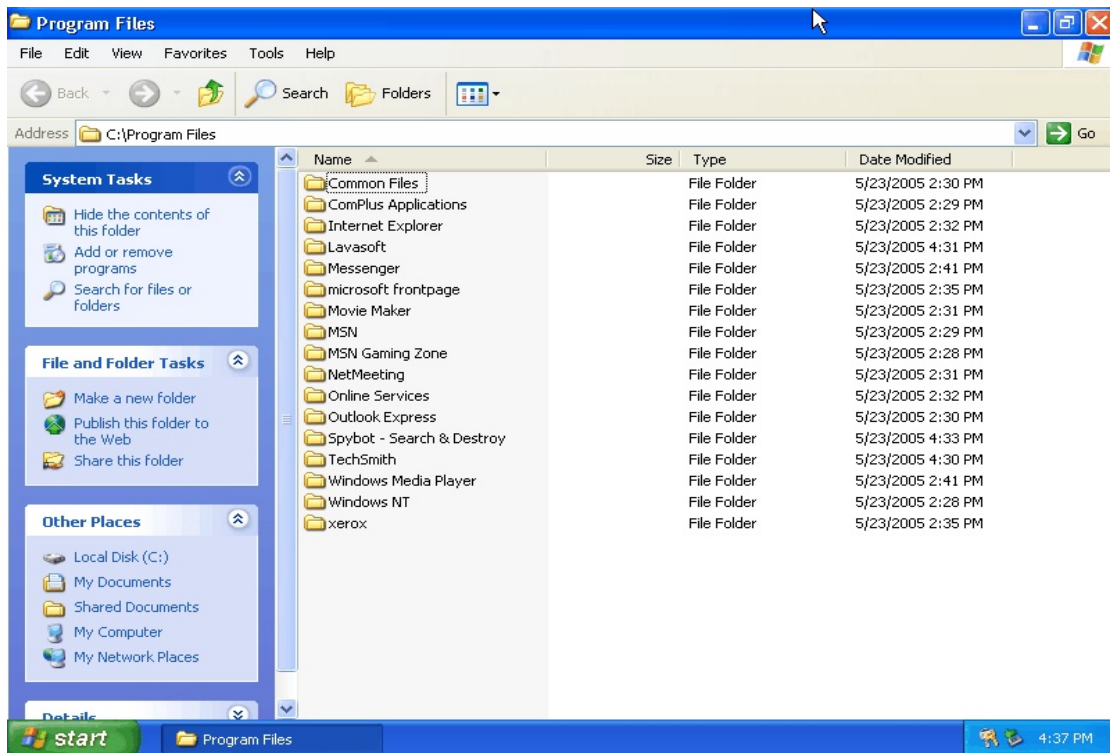 Program Files
File Edit View Favorites Tools Help
Back Search Folders
Address C:\Program Files Go
System Tasks
Hide the contents of
this folder
Add or remove
programs
Search for files or
folders
File and Folder Tasks
Make a new folder
Publish this folder to
the Web
Share this folder
Other Places
Local Disk (C:)
My Documents
Shared Documents
My Computer
My Network Places
Details
Name Size Type Date Modified
Common Files File Folder 5/23/2005 2:30 PM
ComPlus Applications File Folder 5/23/2005 2:29 PM
Internet Explorer File Folder 5/23/2005 2:32 PM
Lavasoft File Folder 5/23/2005 4:31 PM
Messenger File Folder 5/23/2005 2:41 PM
microsoft frontpage File Folder 5/23/2005 2:35 PM
Movie Maker File Folder 5/23/2005 2:31 PM
MSN File Folder 5/23/2005 2:29 PM
MSN Gaming Zone File Folder 5/23/2005 2:28 PM
NetMeeting File Folder 5/23/2005 2:31 PM
Online Services File Folder 5/23/2005 2:32 PM
Outlook Express File Folder 5/23/2005 2:30 PM
Spybot - Search & Destroy File Folder 5/23/2005 4:33 PM
TechSmith File Folder 5/23/2005 4:30 PM
Windows Media Player File Folder 5/23/2005 2:41 PM
Windows NT File Folder 5/23/2005 2:28 PM
xerox File Folder 5/23/2005 2:35 PM
start Program Files 4:37 PM